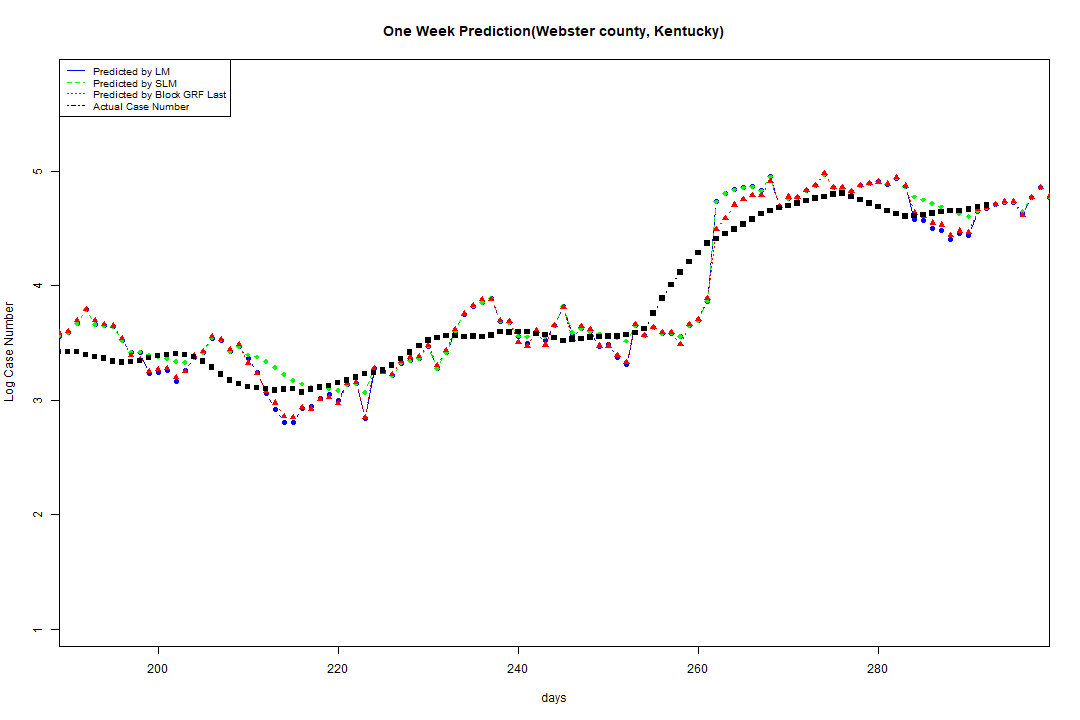 One Week Prediction(Webster county, Kentucky)
Predicted by LM
Predicted by SLM
Predicted by Block GRF Last
Actual Case Number
Log Case Number
5
4
3
2
1
200 220 240 260 280
days